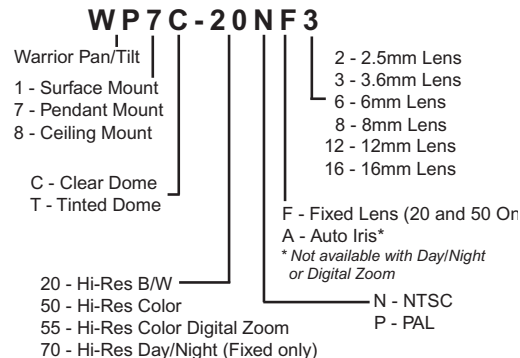 WP7C-20NF3
Warrior Pan/Tilt
1 - Surface Mount
7 - Pendant Mount
8 - Ceiling Mount
2 - 2.5mm Lens
3 - 3.6mm Lens
6 - 6mm Lens
8 - 8mm Lens
12 - 12mm Lens
16 - 16mm Lens
C - Clear Dome
T - Tinted Dome
F - Fixed Lens (20 and 50 On
A - Auto Iris*
* Not available with Day/Night
or Digital Zoom
20 - Hi-Res B/W
50 - Hi-Res Color
55 - Hi-Res Color Digital Zoom
70 - Hi-Res Day/Night (Fixed only)
N - NTSC
P - PAL